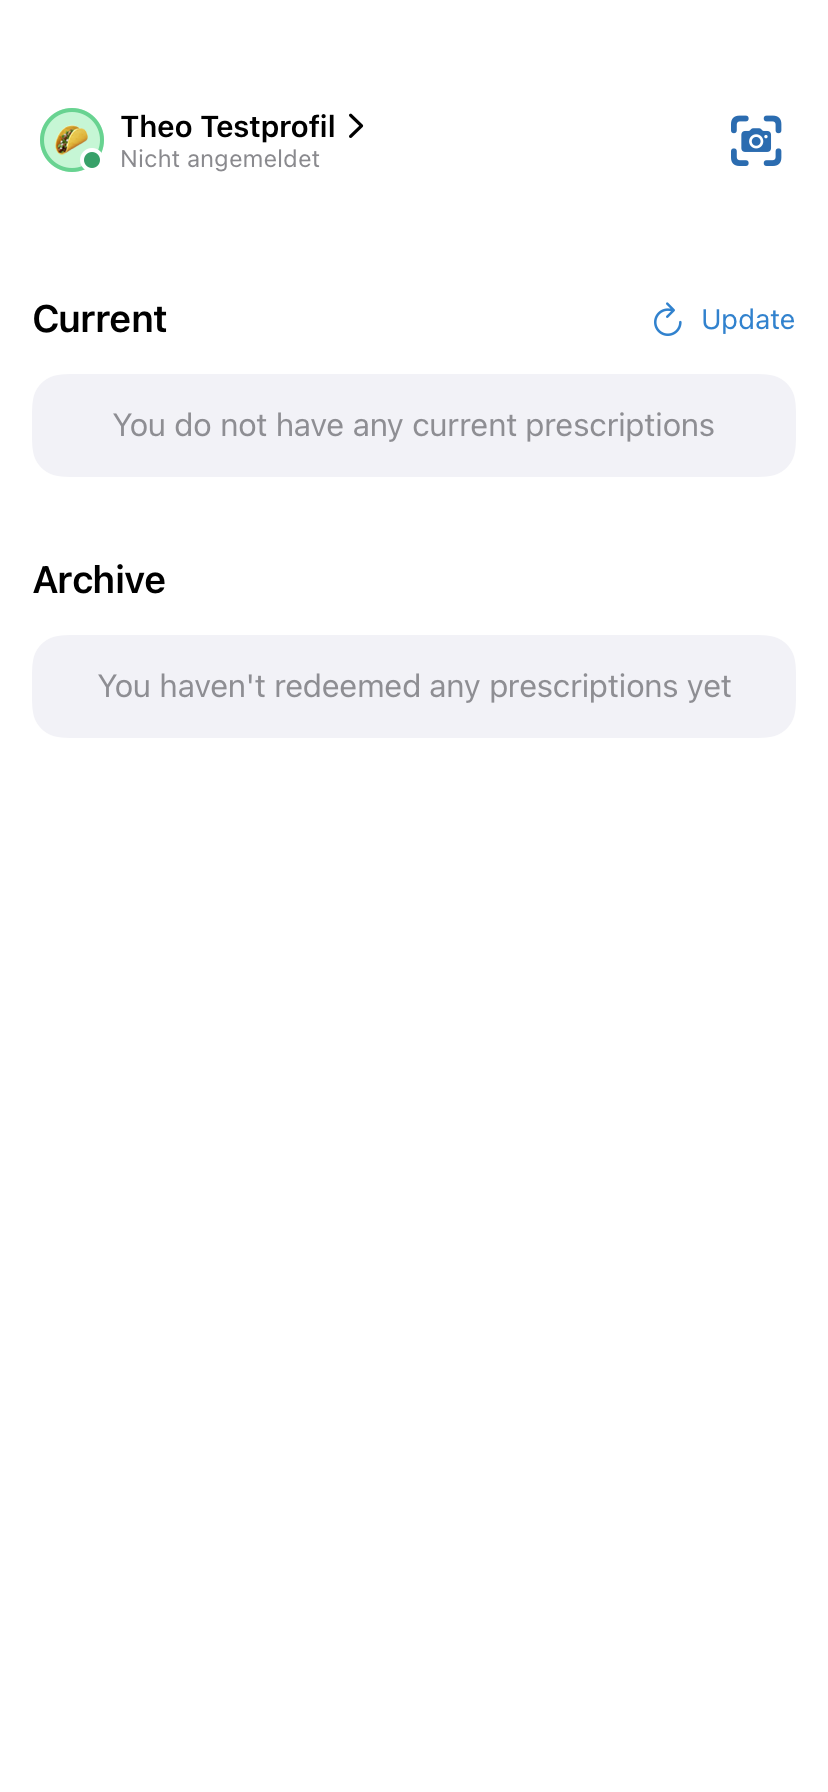 Theo Testprofil
Nicht angemeldet
Current
Update
You do not have any current prescriptions
Archive
You haven't redeemed any prescriptions yet